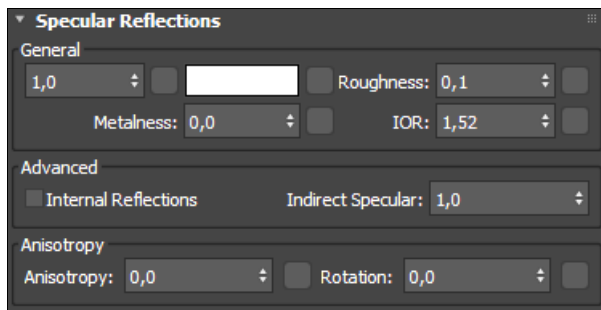 Specular Reflections
General
1,0 Roughness: 0,1
Metalness: 0,0 IOR: 1,52
Advanced
Internal Reflections Indirect Specular: 1,0
Anisotropy
Anisotropy: 0,0 Rotation: 0,0